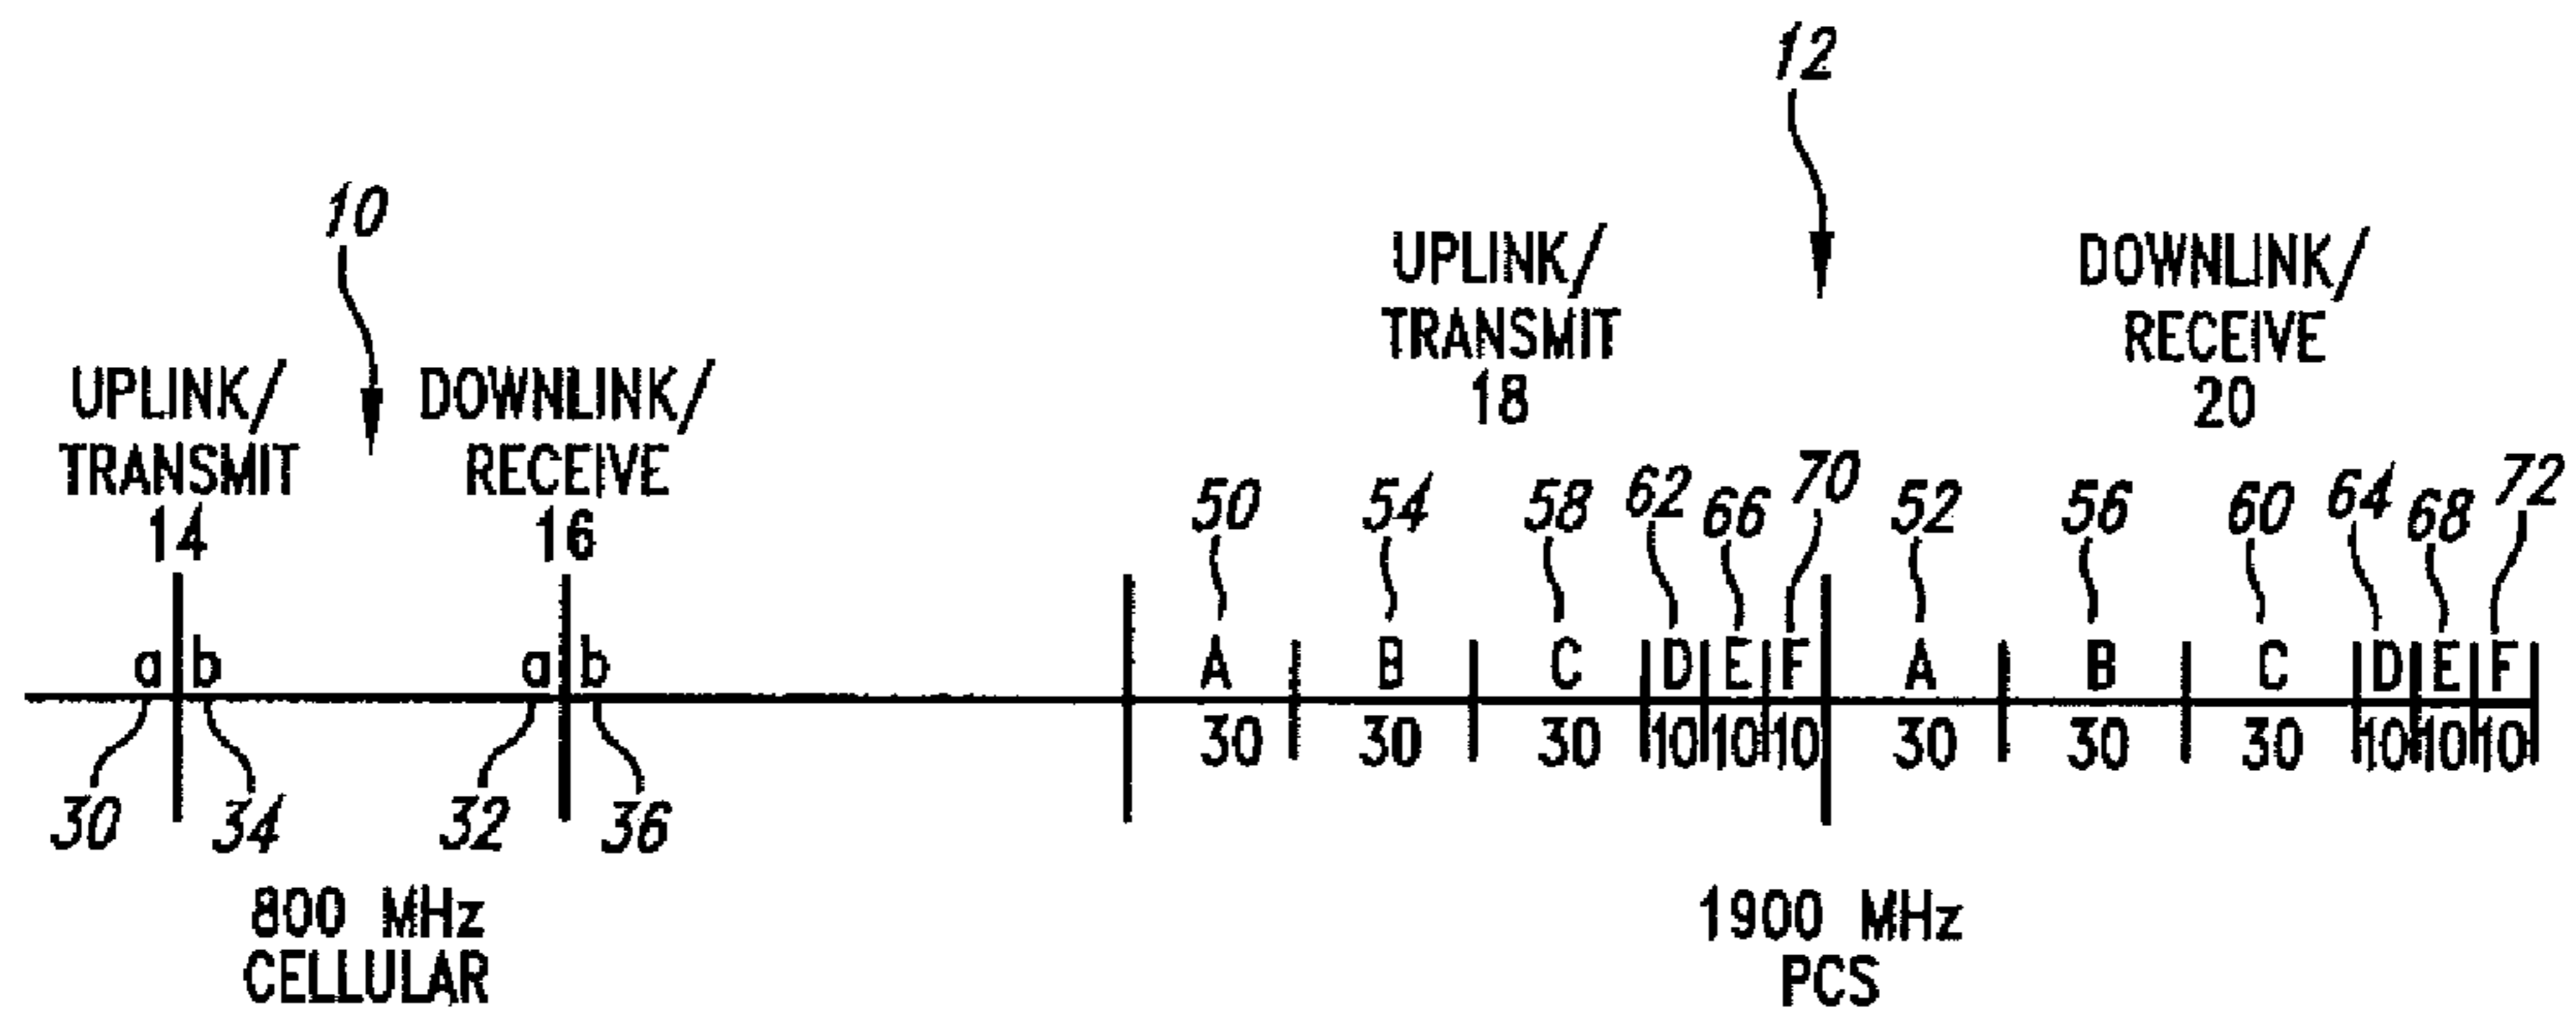 12
10
UPLINK/
TRANSMIT
18
DOWNLINK/
RECEIVE
20
UPLINK/
TRANSMIT
14
DOWNLINK/
RECEIVE
16
50 54 58 62 66 70 52 56 60 64 68 72
a b a b A B C D E F A B C D E F
30 30 30 10 10 10 30 30 30 10 10 10
30 34 32 36
800 MHz
CELLULAR
1900 MHz
PCS